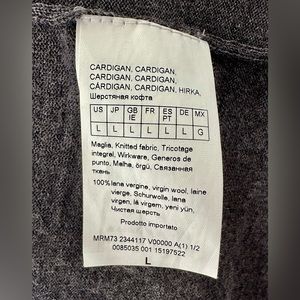 CARDIGAN, CARDIGAN,
CARDIGAN, CARDIGAN,
CÁRDIGAN, CARDIGAN, HIRKA,
Шерстяная кофта
US JP GB IE FR ES PT DE MX
L L L L L L G
Maglia, Knitted fabric, Tricotage
integral, Wirkware, Generos de
punto, Malha, örgü, Связанная
ткань
100% lana vergine, virgin wool, laine
vierge, Schurwolle, lana
virgen, lã virgem, yeni yün,
Чистая шерсть
Prodotto importato
MRM73 2344117 V00000 A(1) 1/2
0085035 001 15197522
L